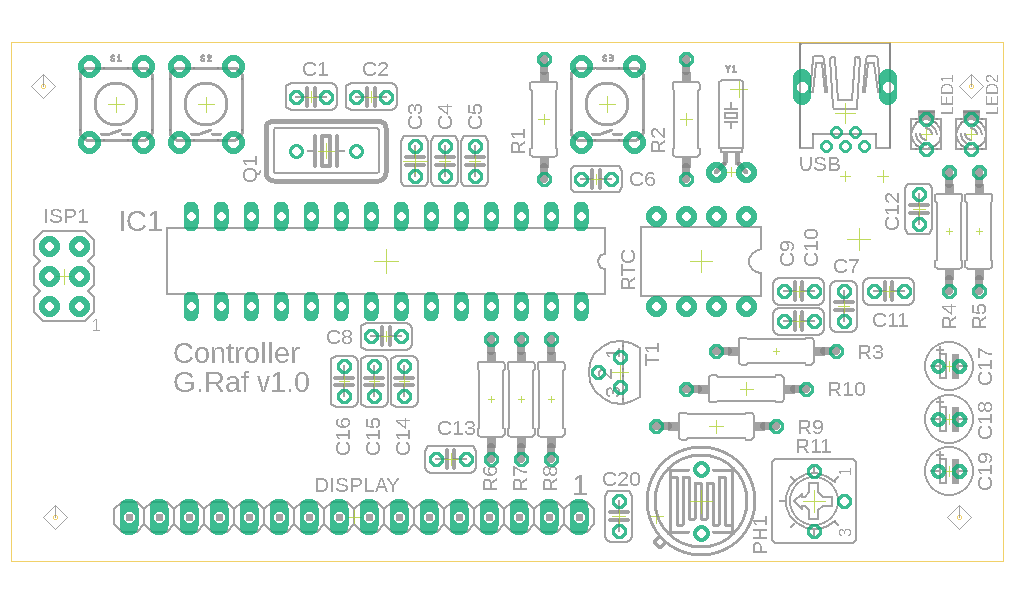 S1
S2
C1
C2
C3
C4
C5
S3
Y1
LED1
LED2
R1
R2
Q1
USB
C6
ISP1
IC1
C12
RTC
C9
C10
C7
1
C8
C11
R4
R5
Controller
G.Raf v1.0
T1
1
2
3
R3
C17
R10
C16
C15
C14
C13
R9
C18
R11
R6
R7
R8
C20
C19
DISPLAY
1
PH1
1
3